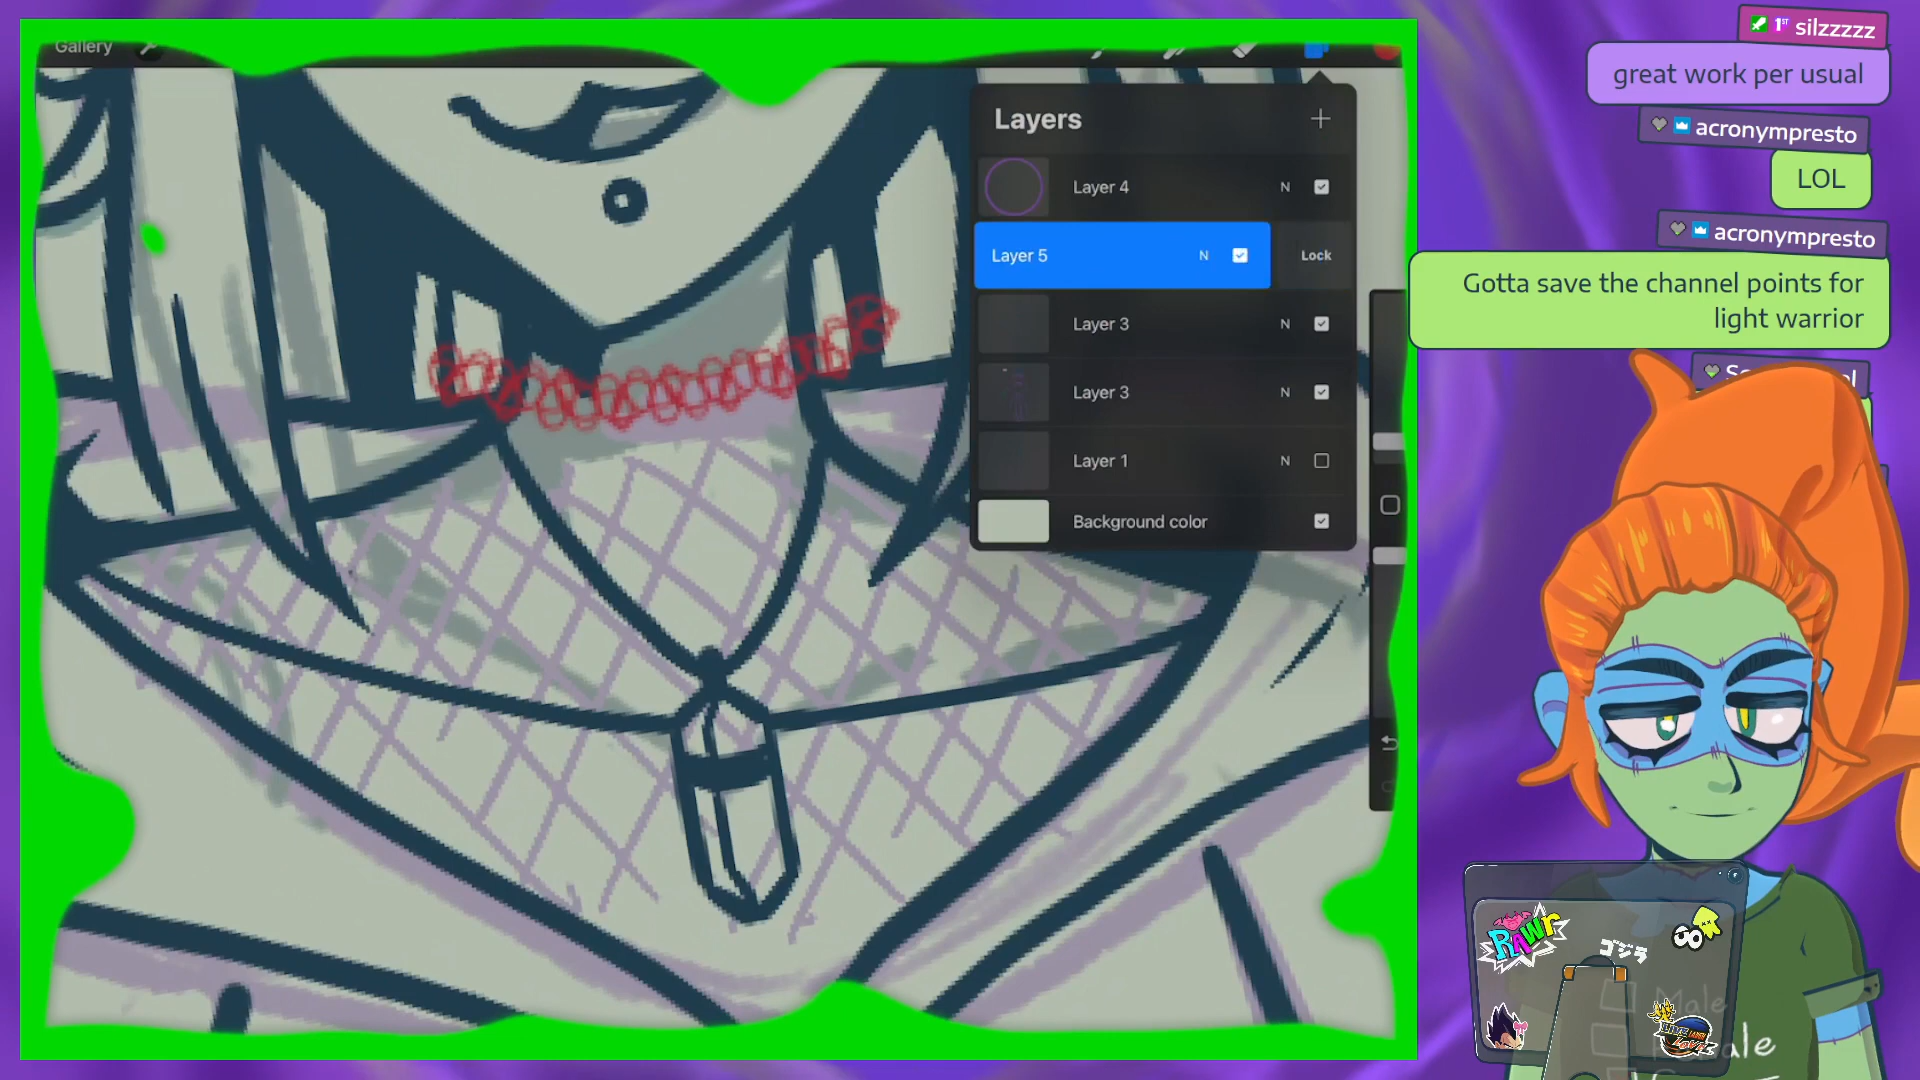 Gallery
Layers
Layer 4 N
Layer 5 N Lock
Layer 3 N
Layer 3 N
Layer 1 N
Background color
1ST silzzzzz
great work per usual
acronympresto
LOL
acronympresto
Gotta save the channel points for
light warrior
RAWR
ゴジラ
Male